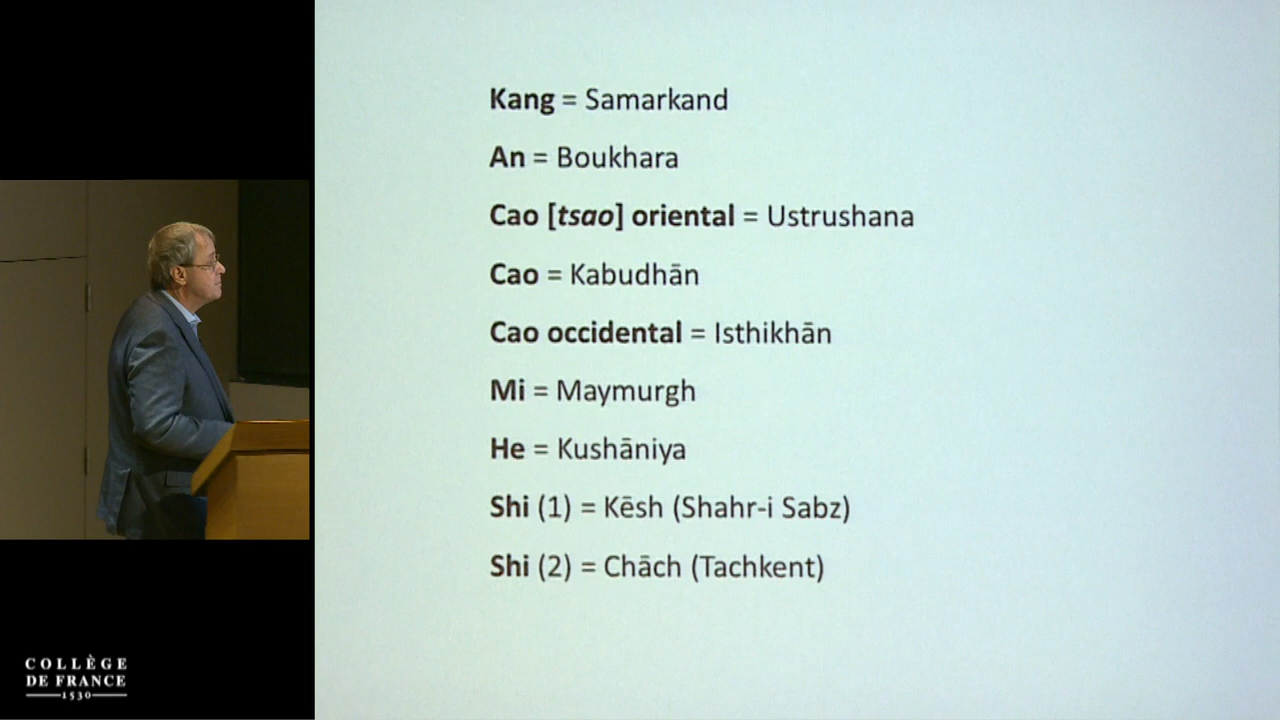 Kang = Samarkand
An = Boukhara
Cao [tsao] oriental = Ustrushana
Cao = Kabudhān
Cao occidental = Isthikhān
Mi = Maymurgh
He = Kushāniya
Shi (1) = Kēsh (Shahr-i Sabz)
Shi (2) = Chāch (Tachkent)
COLLÈGE
DE FRANCE
1530